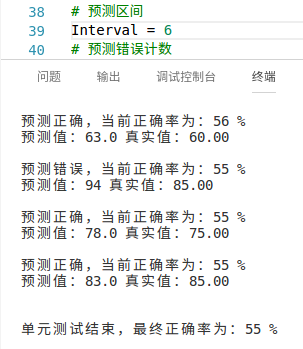 38 # 预测区间
39 Interval = 6
40 # 预测错误计数
问题 输出 调试控制台 终端
预测正确，当前正确率为：56 %
预测值：63.0 真实值：60.00
预测错误，当前正确率为：55 %
预测值：94 真实值：85.00
预测正确，当前正确率为：55 %
预测值：78.0 真实值：75.00
预测正确，当前正确率为：55 %
预测值：83.0 真实值：85.00
单元测试结束，最终正确率为：55 %